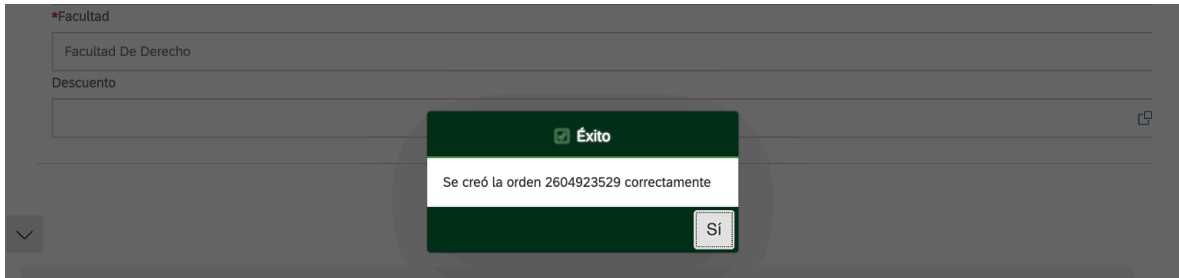 *Facultad
Facultad De Derecho
Descuento
Éxito
Se creó la orden 2604923529 correctamente
Sí